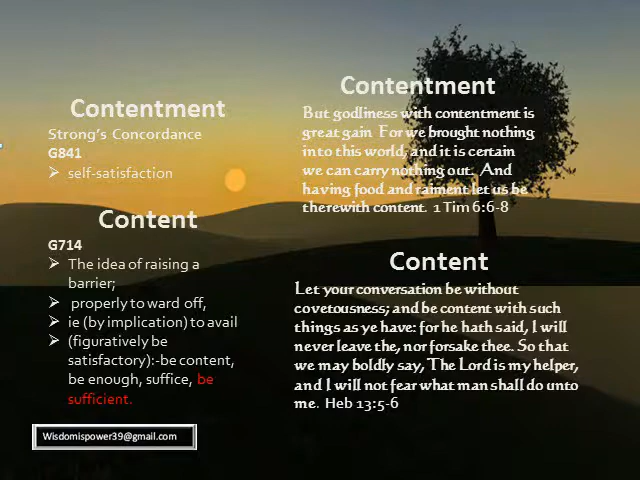 Contentment
Strong's Concordance
G841
➢ self-satisfaction
Content
G714
➢ The idea of raising a
barrier;
➢ properly to ward off,
➢ ie (by implication) to avail
➢ (figuratively be
satisfactory):-be content,
be enough, suffice, be
sufficient.
Wisdomispower39@gmail.com
Contentment
But godliness with contentment is
great gain For we brought nothing
into this world, and it is certain
we can carry nothing out. And
having food and raiment let us be
therewith content. 1 Tim 6:6-8
Content
Let your conversation be without
covetousness; and be content with such
things as ye have: for he hath said, I will
never leave the, nor forsake thee. So that
we may boldly say, The Lord is my helper,
and I will not fear what man shall do unto
me. Heb 13:5-6